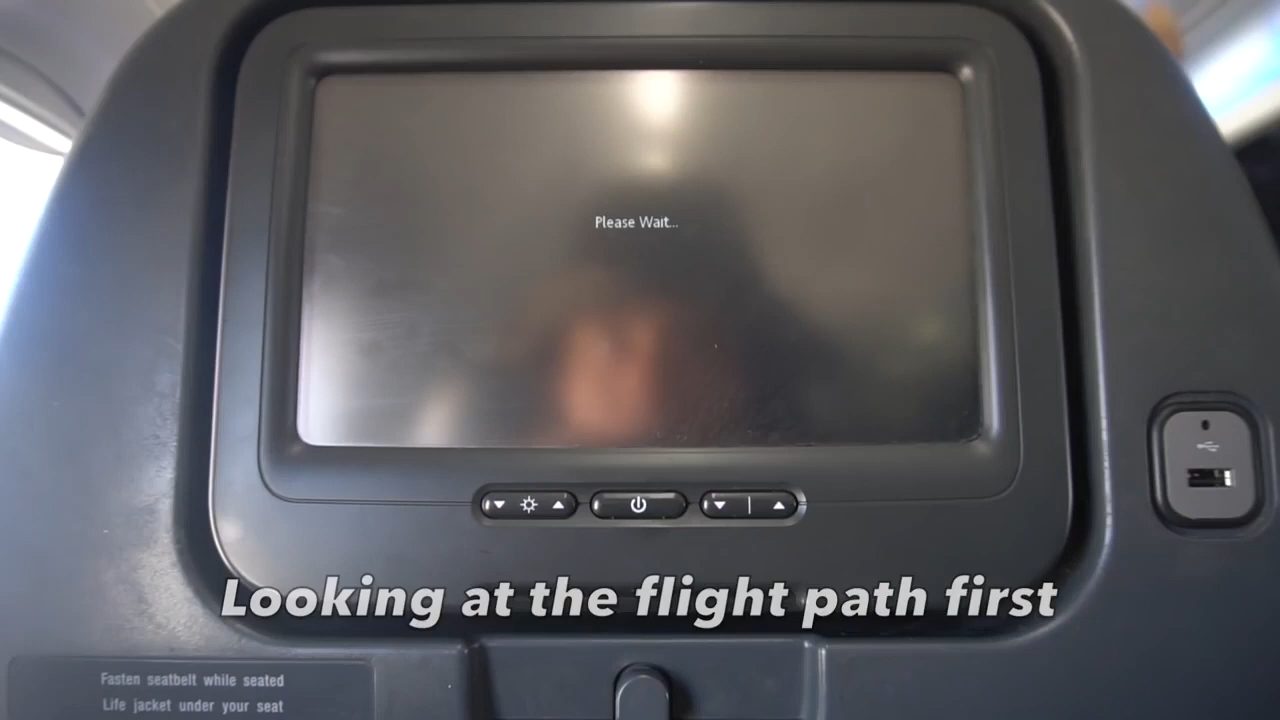 Please Wait...
Looking at the flight path first
Fasten seatbelt while seated
Life jacket under your seat